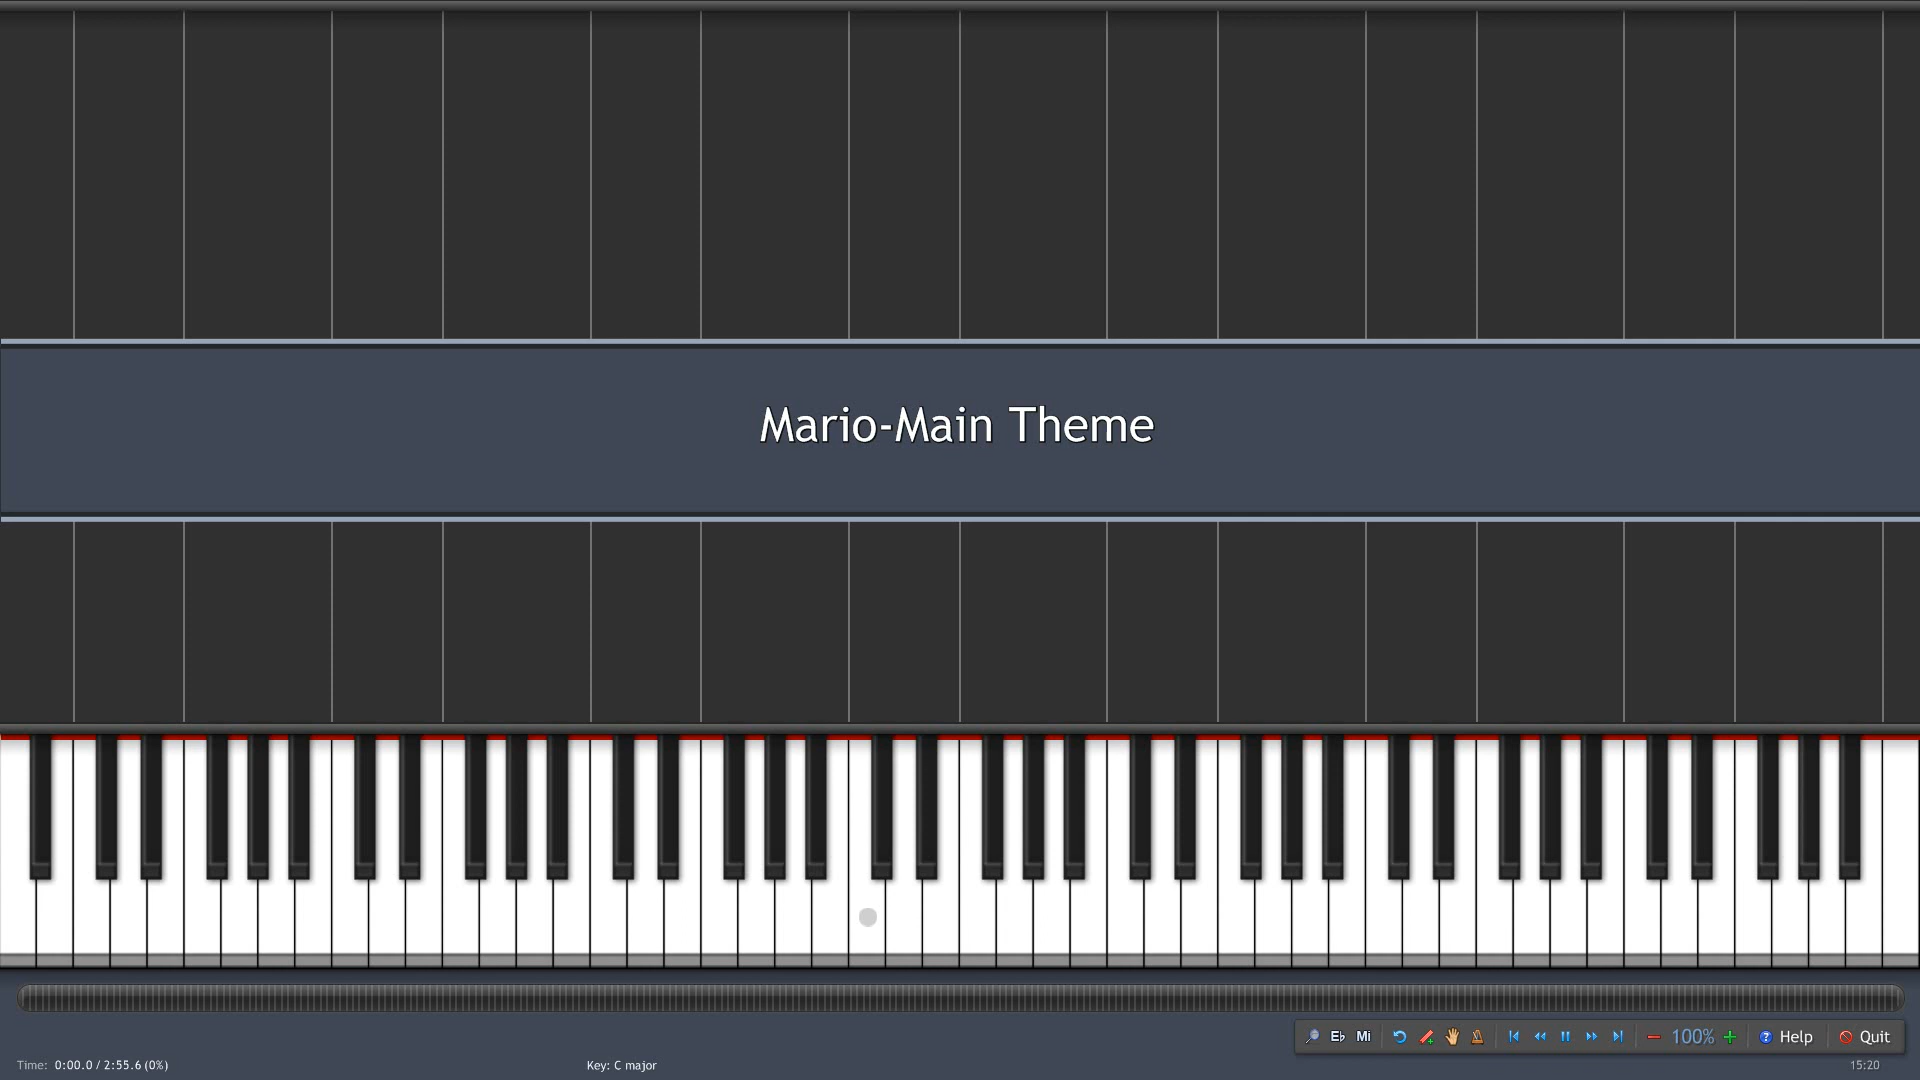 Mario-Main Theme
E♭ Mi 100% Help Quit
Time: 0:00.0 / 2:55.6 (0%) Key: C major 15:20